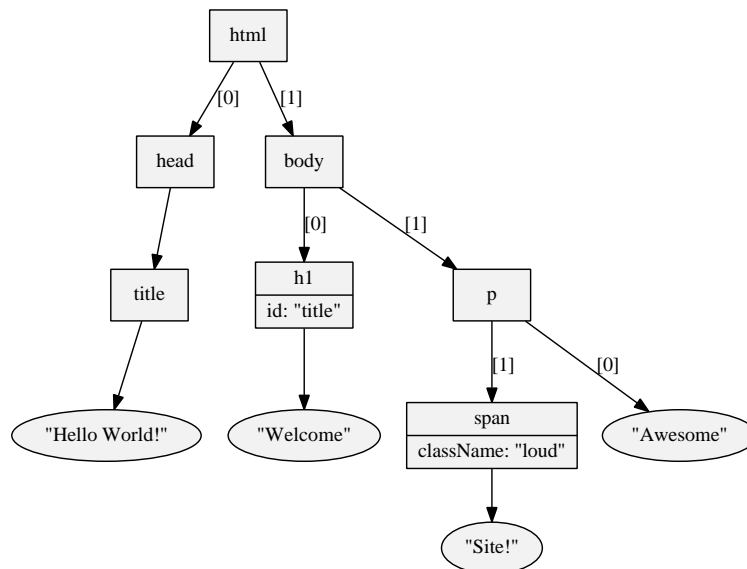 html
[0]
[1]
head
body
[0]
[1]
title
h1
id: "title"
p
[1]
[0]
"Hello World!"
"Welcome"
span
className: "loud"
"Awesome"
"Site!"